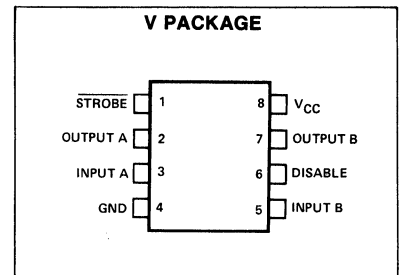 V PACKAGE
STROBE 1 8 VCC
OUTPUT A 2 7 OUTPUT B
INPUT A 3 6 DISABLE
GND 4 5 INPUT B